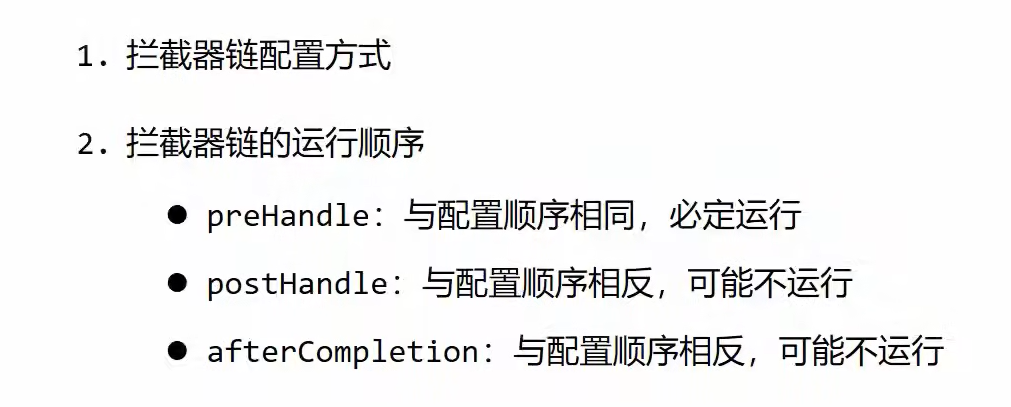 1. 拦截器链配置方式
2. 拦截器链的运行顺序
● preHandle：与配置顺序相同，必定运行
● postHandle：与配置顺序相反，可能不运行
● afterCompletion：与配置顺序相反，可能不运行